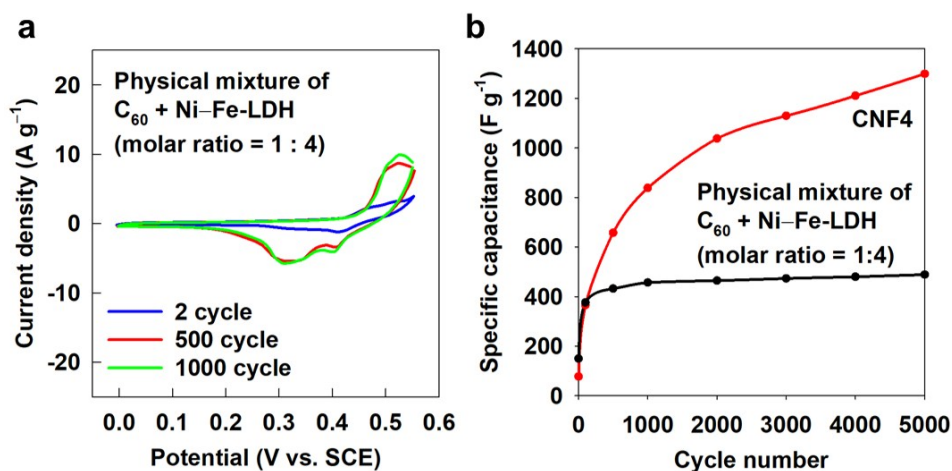 a
Current density (A g⁻¹)
20
10
0
-10
-20
Physical mixture of
C₆₀ + Ni–Fe-LDH
(molar ratio = 1 : 4)
2 cycle
500 cycle
1000 cycle
0.0 0.1 0.2 0.3 0.4 0.5 0.6
Potential (V vs. SCE)
b
Specific capacitance (F g⁻¹)
1400
1200
1000
800
600
400
200
0
CNF4
Physical mixture of
C₆₀ + Ni–Fe-LDH
(molar ratio = 1:4)
0 1000 2000 3000 4000 5000
Cycle number